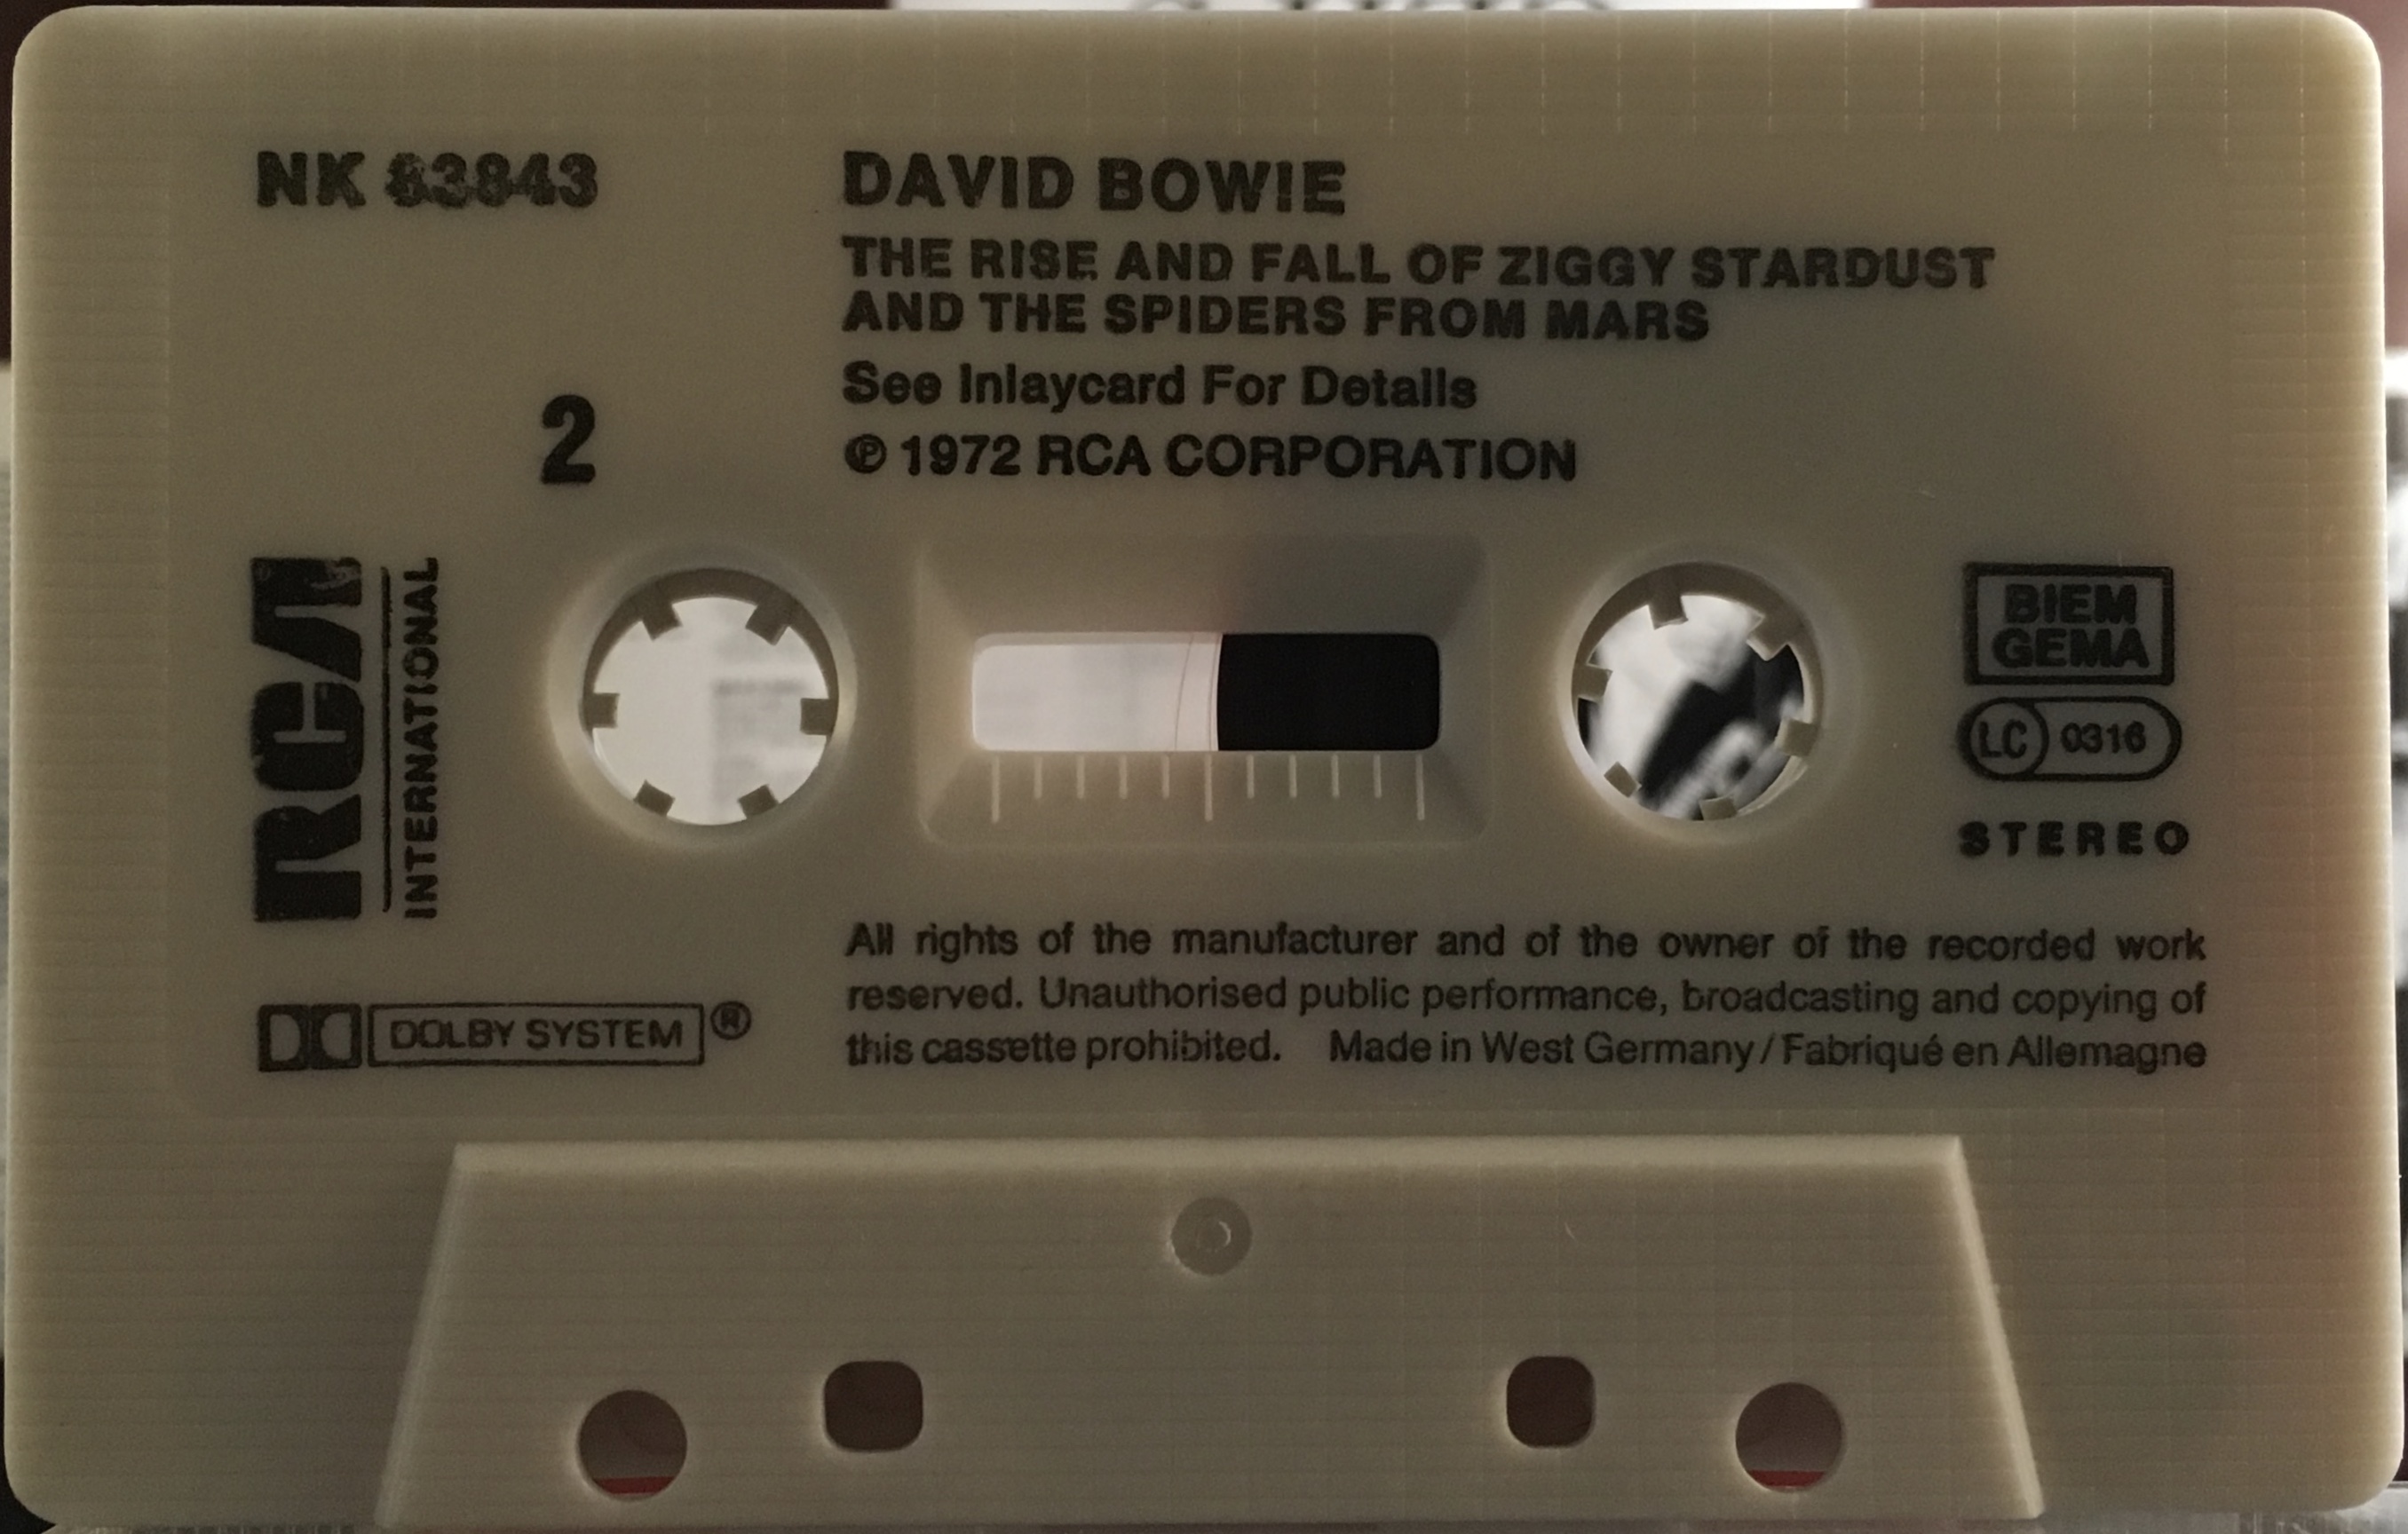 NK 83843
DAVID BOWIE
THE RISE AND FALL OF ZIGGY STARDUST
AND THE SPIDERS FROM MARS
See Inlaycard For Details
℗ 1972 RCA CORPORATION
2
RCA
INTERNATIONAL
BIEM
GEMA
LC 0316
STEREO
DOLBY SYSTEM®
All rights of the manufacturer and of the owner of the recorded work
reserved. Unauthorised public performance, broadcasting and copying of
this cassette prohibited. Made in West Germany / Fabriqué en Allemagne